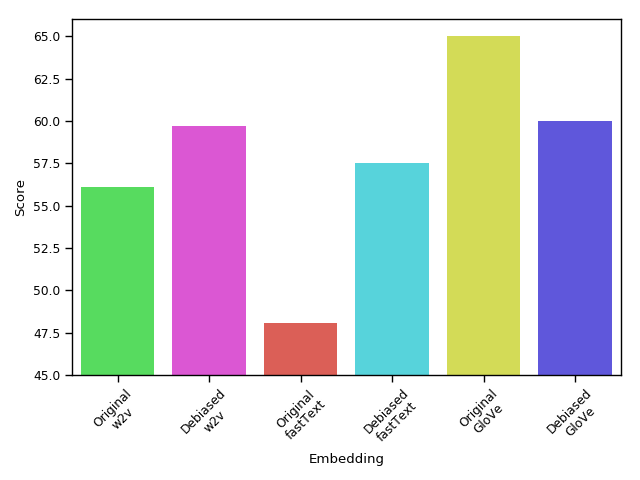 65.0
62.5
60.0
57.5
55.0
52.5
50.0
47.5
45.0
Score
Original
w2v
Debiased
w2v
Original
fastText
Debiased
fastText
Original
GloVe
Debiased
GloVe
Embedding